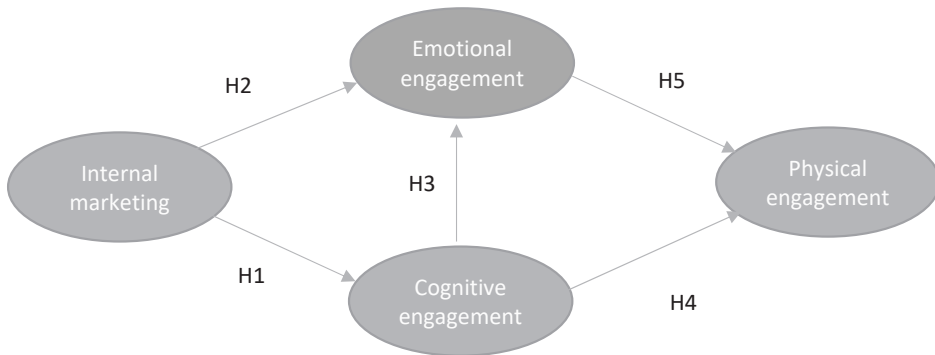 Emotional
engagement
H2
H5
Internal
marketing
H3
Physical
engagement
H1
Cognitive
engagement
H4